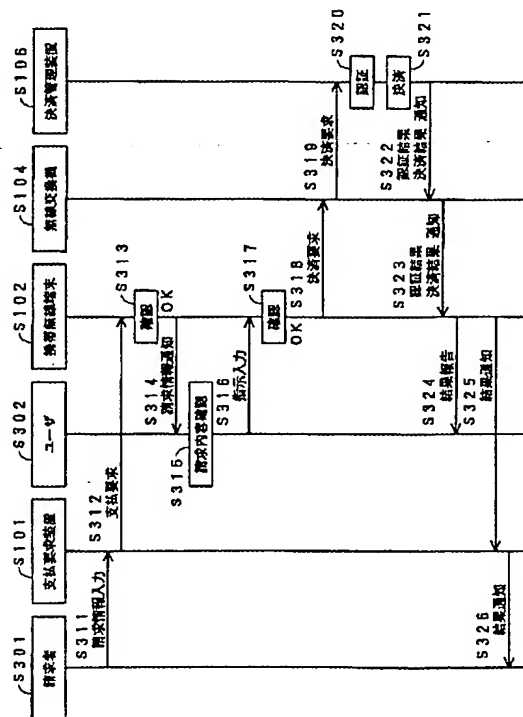 S301
請求者
S101
支払要求装置
S302
ユーザ
S102
携帯無線端末
S104
無線交換機
S106
決済管理装置
S311
請求情報入力
S312
支払要求
S313
確認
OK
S314
請求情報通知
S315
請求内容確認
S316
指示入力
S317
確認
OK
S318
決済要求
S319
決済要求
S320
認証
S321
決済
S322
認証結果
決済結果 通知
S323
認証結果
決済結果 通知
S324
結果報告
S325
結果通知
S326
結果通知